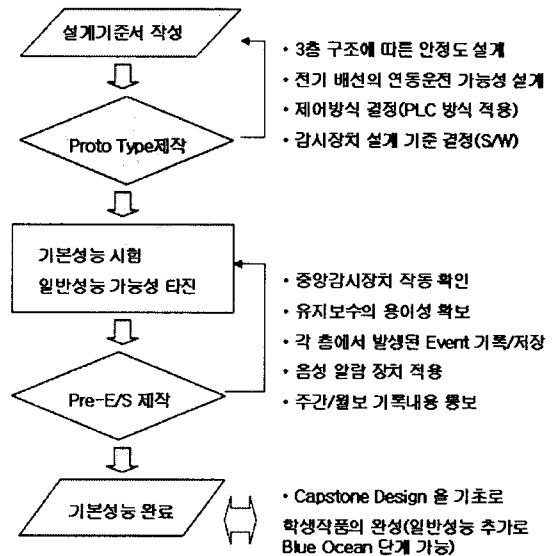 설계기준서 작성
• 3층 구조에 따른 안정도 설계
• 전기 배선의 연동운전 가능성 설계
• 제어방식 결정(PLC 방식 적용)
• 감시장치 설계 기준 결정(S/W)
Proto Type제작
기본성능 시험
일반성능 가능성 타진
• 중앙감시장치 작동 확인
• 유지보수의 용이성 확보
• 각 층에서 발생된 Event 기록/저장
• 음성 알람 장치 적용
• 주간/월보 기록내용 통보
Pre-E/S 제작
기본성능 완료
• Capstone Design 을 기초로
학생작품의 완성(일반성능 추가로
Blue Ocean 단계 가능)